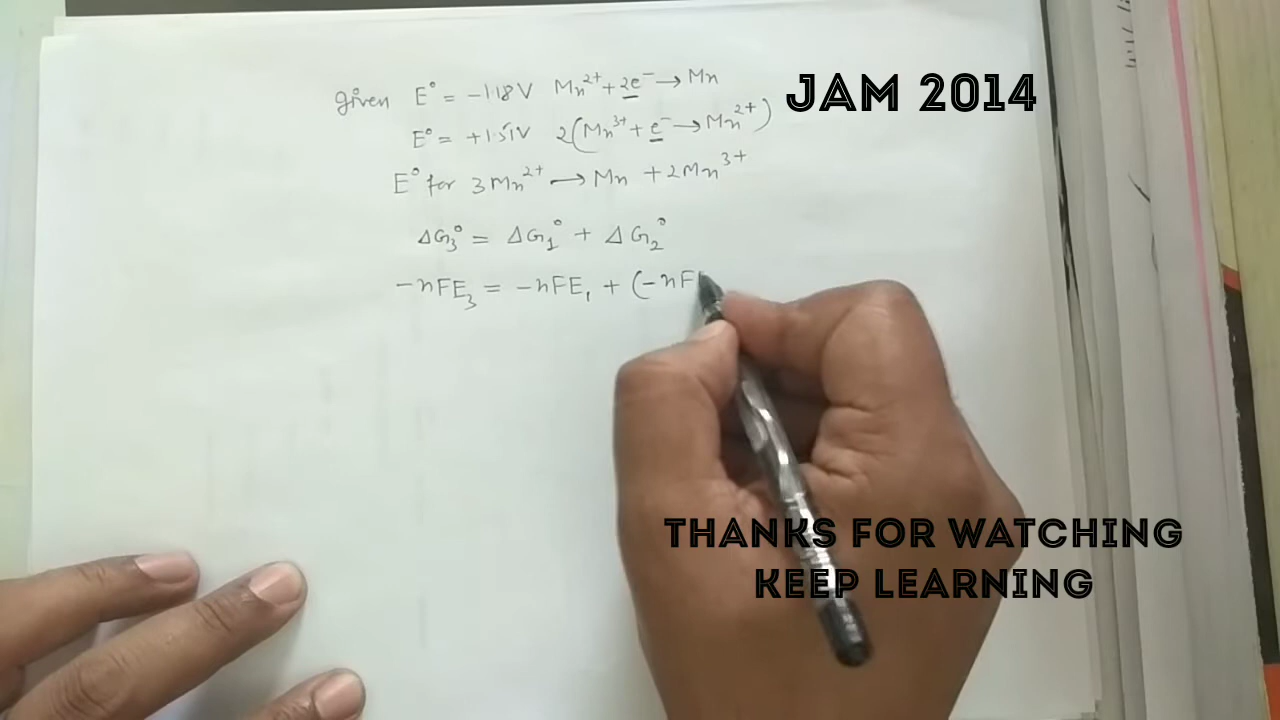 given E° = -1.18V Mn²⁺ + 2e⁻ → Mn
JAM 2014
E° = +1.51V 2(Mn³⁺ + e⁻ → Mn²⁺)
E° for 3Mn²⁺ → Mn + 2Mn³⁺
ΔG₃° = ΔG₁° + ΔG₂°
-nFE₃ = -nFE₁ + (-nF
THANKS FOR WATCHING
KEEP LEARNING